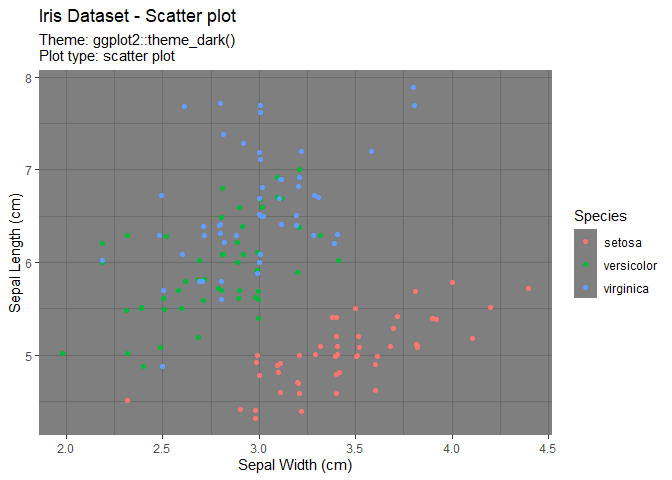 Iris Dataset - Scatter plot
Theme: ggplot2::theme_dark()
Plot type: scatter plot
8
7
6
5
Sepal Length (cm)
2.0 2.5 3.0 3.5 4.0 4.5
Sepal Width (cm)
Species
setosa
versicolor
virginica